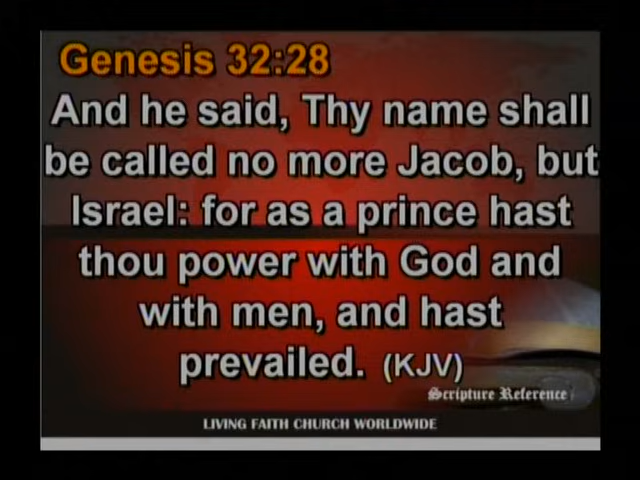 Genesis 32:28
And he said, Thy name shall
be called no more Jacob, but
Israel: for as a prince hast
thou power with God and
with men, and hast
prevailed. (KJV)
Scripture Reference
LIVING FAITH CHURCH WORLDWIDE